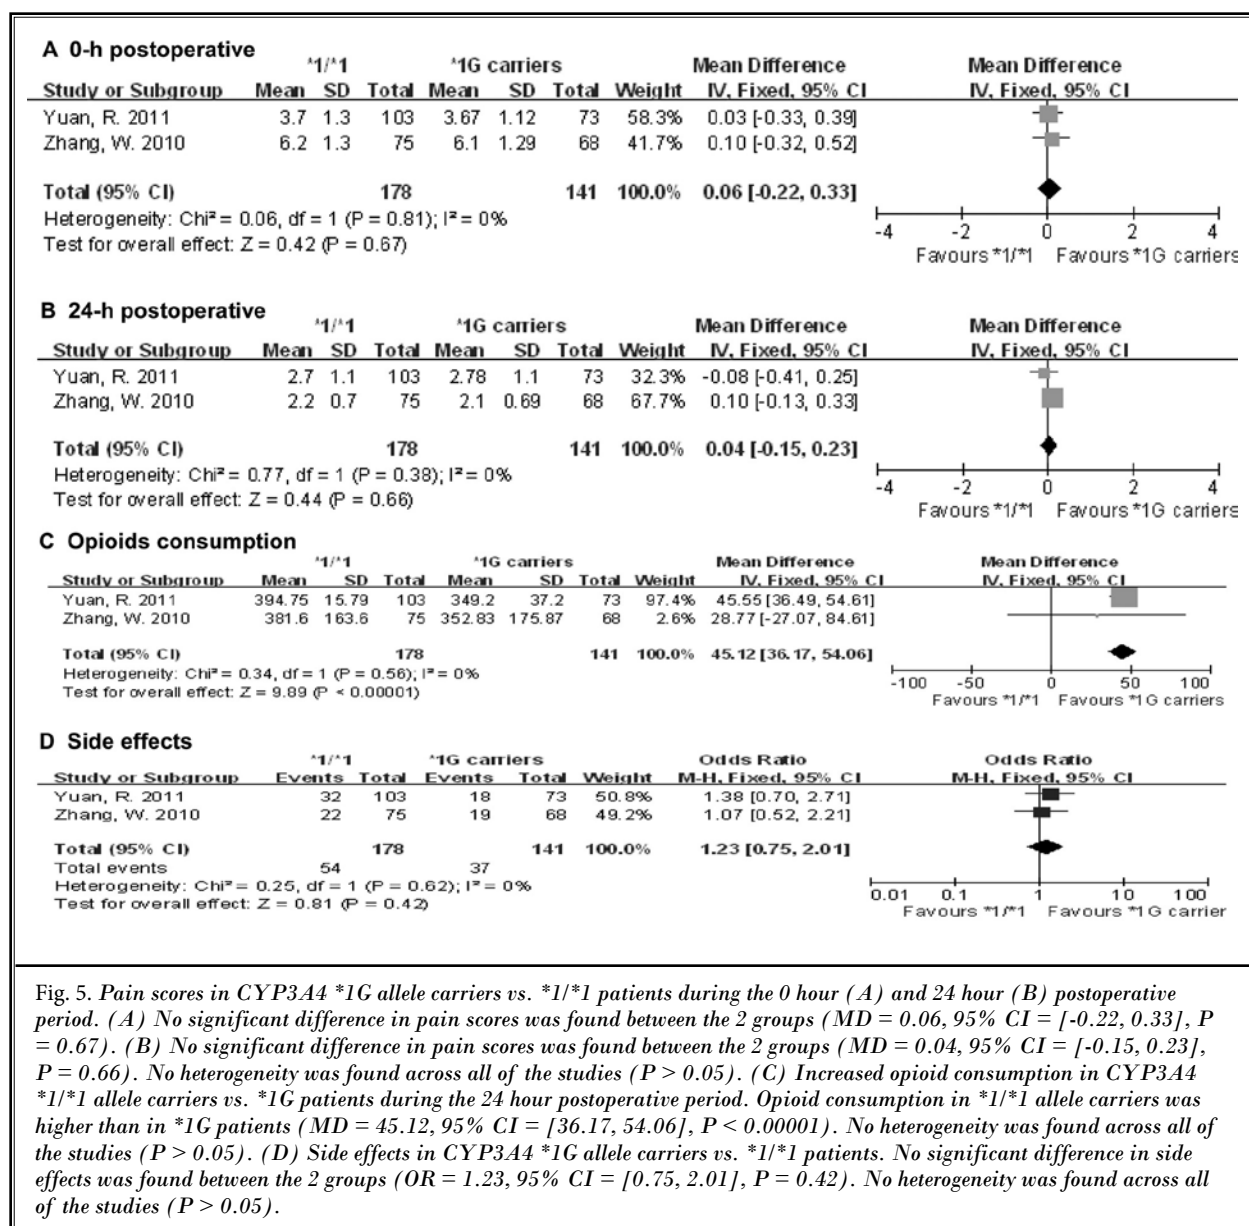 A 0-h postoperative
*1/*1 *1G carriers Mean Difference Mean Difference
Study or Subgroup Mean SD Total Mean SD Total Weight IV, Fixed, 95% CI IV, Fixed, 95% CI
Yuan, R. 2011 3.7 1.3 103 3.67 1.12 73 58.3% 0.03 [-0.33, 0.39]
Zhang, W. 2010 6.2 1.3 75 6.1 1.29 68 41.7% 0.10 [-0.32, 0.52]
Total (95% CI) 178 141 100.0% 0.06 [-0.22, 0.33]
Heterogeneity: Chi² = 0.06, df = 1 (P = 0.81); I² = 0%
Test for overall effect: Z = 0.42 (P = 0.67)
-4 -2 0 2 4
Favours *1/*1 Favours *1G carriers
B 24-h postoperative
*1/*1 *1G carriers Mean Difference Mean Difference
Study or Subgroup Mean SD Total Mean SD Total Weight IV, Fixed, 95% CI IV, Fixed, 95% CI
Yuan, R. 2011 2.7 1.1 103 2.78 1.1 73 32.3% -0.08 [-0.41, 0.25]
Zhang, W. 2010 2.2 0.7 75 2.1 0.69 68 67.7% 0.10 [-0.13, 0.33]
Total (95% CI) 178 141 100.0% 0.04 [-0.15, 0.23]
Heterogeneity: Chi² = 0.77, df = 1 (P = 0.38); I² = 0%
Test for overall effect: Z = 0.44 (P = 0.66)
-4 -2 0 2 4
Favours *1/*1 Favours *1G carriers
C Opioids consumption
*1/*1 *1G carriers Mean Difference Mean Difference
Study or Subgroup Mean SD Total Mean SD Total Weight IV, Fixed, 95% CI IV, Fixed, 95% CI
Yuan, R. 2011 394.75 15.79 103 349.2 37.2 73 97.4% 45.55 [36.49, 54.61]
Zhang, W. 2010 381.6 163.6 75 352.83 175.87 68 2.6% 28.77 [-27.07, 84.61]
Total (95% CI) 178 141 100.0% 45.12 [36.17, 54.06]
Heterogeneity: Chi² = 0.34, df = 1 (P = 0.56); I² = 0%
Test for overall effect: Z = 9.89 (P < 0.00001)
-100 -50 0 50 100
Favours *1/*1 Favours *1G carriers
D Side effects
*1/*1 *1G carriers Odds Ratio Odds Ratio
Study or Subgroup Events Total Events Total Weight M-H, Fixed, 95% CI M-H, Fixed, 95% CI
Yuan, R. 2011 32 103 18 73 50.8% 1.38 [0.70, 2.71]
Zhang, W. 2010 22 75 19 68 49.2% 1.07 [0.52, 2.21]
Total (95% CI) 178 141 100.0% 1.23 [0.75, 2.01]
Total events 54 37
Heterogeneity: Chi² = 0.25, df = 1 (P = 0.62); I² = 0%
Test for overall effect: Z = 0.81 (P = 0.42)
0.01 0.1 1 10 100
Favours *1/*1 Favours *1G carrier
Fig. 5. Pain scores in CYP3A4 *1G allele carriers vs. *1/*1 patients during the 0 hour (A) and 24 hour (B) postoperative
period. (A) No significant difference in pain scores was found between the 2 groups (MD = 0.06, 95% CI = [-0.22, 0.33], P
= 0.67). (B) No significant difference in pain scores was found between the 2 groups (MD = 0.04, 95% CI = [-0.15, 0.23],
P = 0.66). No heterogeneity was found across all of the studies (P > 0.05). (C) Increased opioid consumption in CYP3A4
*1/*1 allele carriers vs. *1G patients during the 24 hour postoperative period. Opioid consumption in *1/*1 allele carriers was
higher than in *1G patients (MD = 45.12, 95% CI = [36.17, 54.06], P < 0.00001). No heterogeneity was found across all of
the studies (P > 0.05). (D) Side effects in CYP3A4 *1G allele carriers vs. *1/*1 patients. No significant difference in side
effects was found between the 2 groups (OR = 1.23, 95% CI = [0.75, 2.01], P = 0.42). No heterogeneity was found across all
of the studies (P > 0.05).